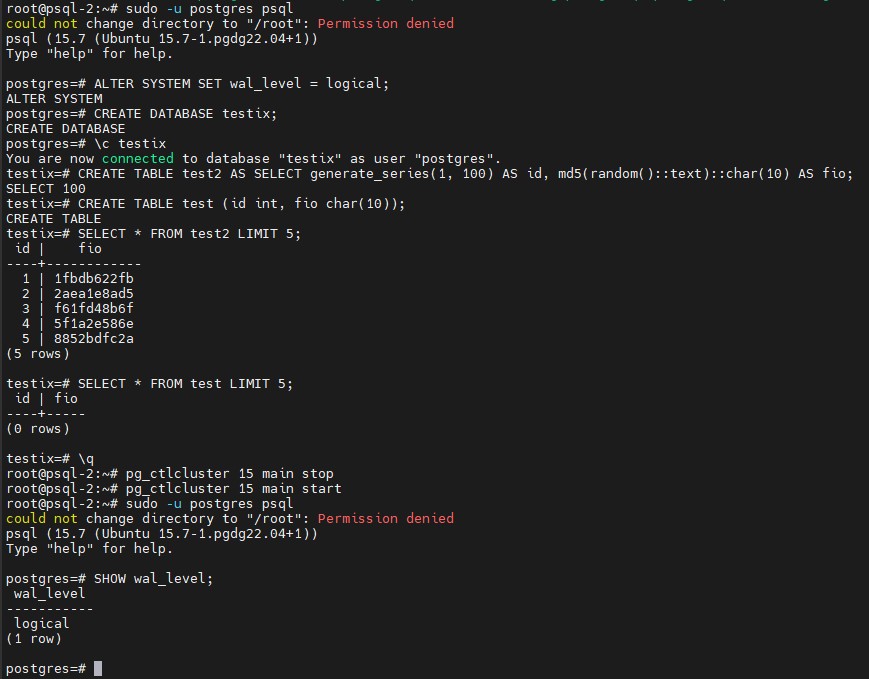 root@psql-2:~# sudo -u postgres psql
could not change directory to "/root": Permission denied
psql (15.7 (Ubuntu 15.7-1.pgdg22.04+1))
Type "help" for help.
postgres=# ALTER SYSTEM SET wal_level = logical;
ALTER SYSTEM
postgres=# CREATE DATABASE testix;
CREATE DATABASE
postgres=# \c testix
You are now connected to database "testix" as user "postgres".
testix=# CREATE TABLE test2 AS SELECT generate_series(1, 100) AS id, md5(random()::text)::char(10) AS fio;
SELECT 100
testix=# CREATE TABLE test (id int, fio char(10));
CREATE TABLE
testix=# SELECT * FROM test2 LIMIT 5;
 id |    fio
----+------------
  1 | 1fbdb622fb
  2 | 2aea1e8ad5
  3 | f61fd48b6f
  4 | 5f1a2e586e
  5 | 8852bdfc2a
(5 rows)
testix=# SELECT * FROM test LIMIT 5;
 id | fio
----+-----
(0 rows)
testix=# \q
root@psql-2:~# pg_ctlcluster 15 main stop
root@psql-2:~# pg_ctlcluster 15 main start
root@psql-2:~# sudo -u postgres psql
could not change directory to "/root": Permission denied
psql (15.7 (Ubuntu 15.7-1.pgdg22.04+1))
Type "help" for help.
postgres=# SHOW wal_level;
 wal_level
-----------
 logical
(1 row)
postgres=#